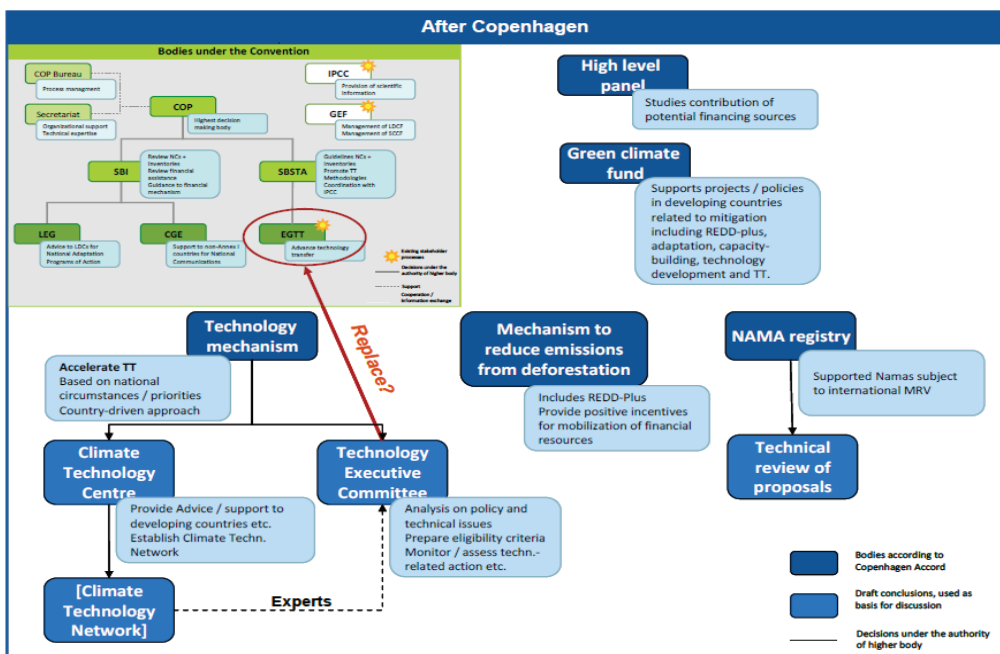 After Copenhagen
Bodies under the Convention
COP Bureau
Process managment
Secretariat
Organizational support
Technical expertise
COP
Highest decision
making body
IPCC
Provision of scientific
information
GEF
Management of LDCF
Management of SCCF
SBI
Review NCs +
Inventories
Review financial
assistance
Guidance to financial
mechanism
SBSTA
Guidelines NCs +
Inventories
Promote TT
Methodologies
Coordination with
IPCC
LEG
Advice to LDCs for
National Adaptation
Programs of Action
CGE
Support to non-Annex I
countries for National
Communications
EGTT
Advance technology
transfer
Existing stakeholder
processes
Decisions under the
authority of higher body
Support
Cooperation /
information exchange
High level
panel
Studies contribution of
potential financing sources
Green climate
fund
Supports projects / policies
in developing countries
related to mitigation
including REDD-plus,
adaptation, capacity-
building, technology
development and TT.
Replace?
Technology
mechanism
Accelerate TT
Based on national
circumstances / priorities
Country-driven approach
Mechanism to
reduce emissions
from deforestation
Includes REDD-Plus
Provide positive incentives
for mobilization of financial
resources
NAMA registry
Supported Namas subject
to international MRV
Climate
Technology
Centre
Provide Advice / support to
developing countries etc.
Establish Climate Techn.
Network
Technology
Executive
Committee
Analysis on policy and
technical issues
Prepare eligibility criteria
Monitor / assess techn.-
related action etc.
Technical
review of
proposals
[Climate
Technology
Network]
Experts
Bodies according to
Copenhagen Accord
Draft conclusions, used as
basis for discussion
Decisions under the authority
of higher body